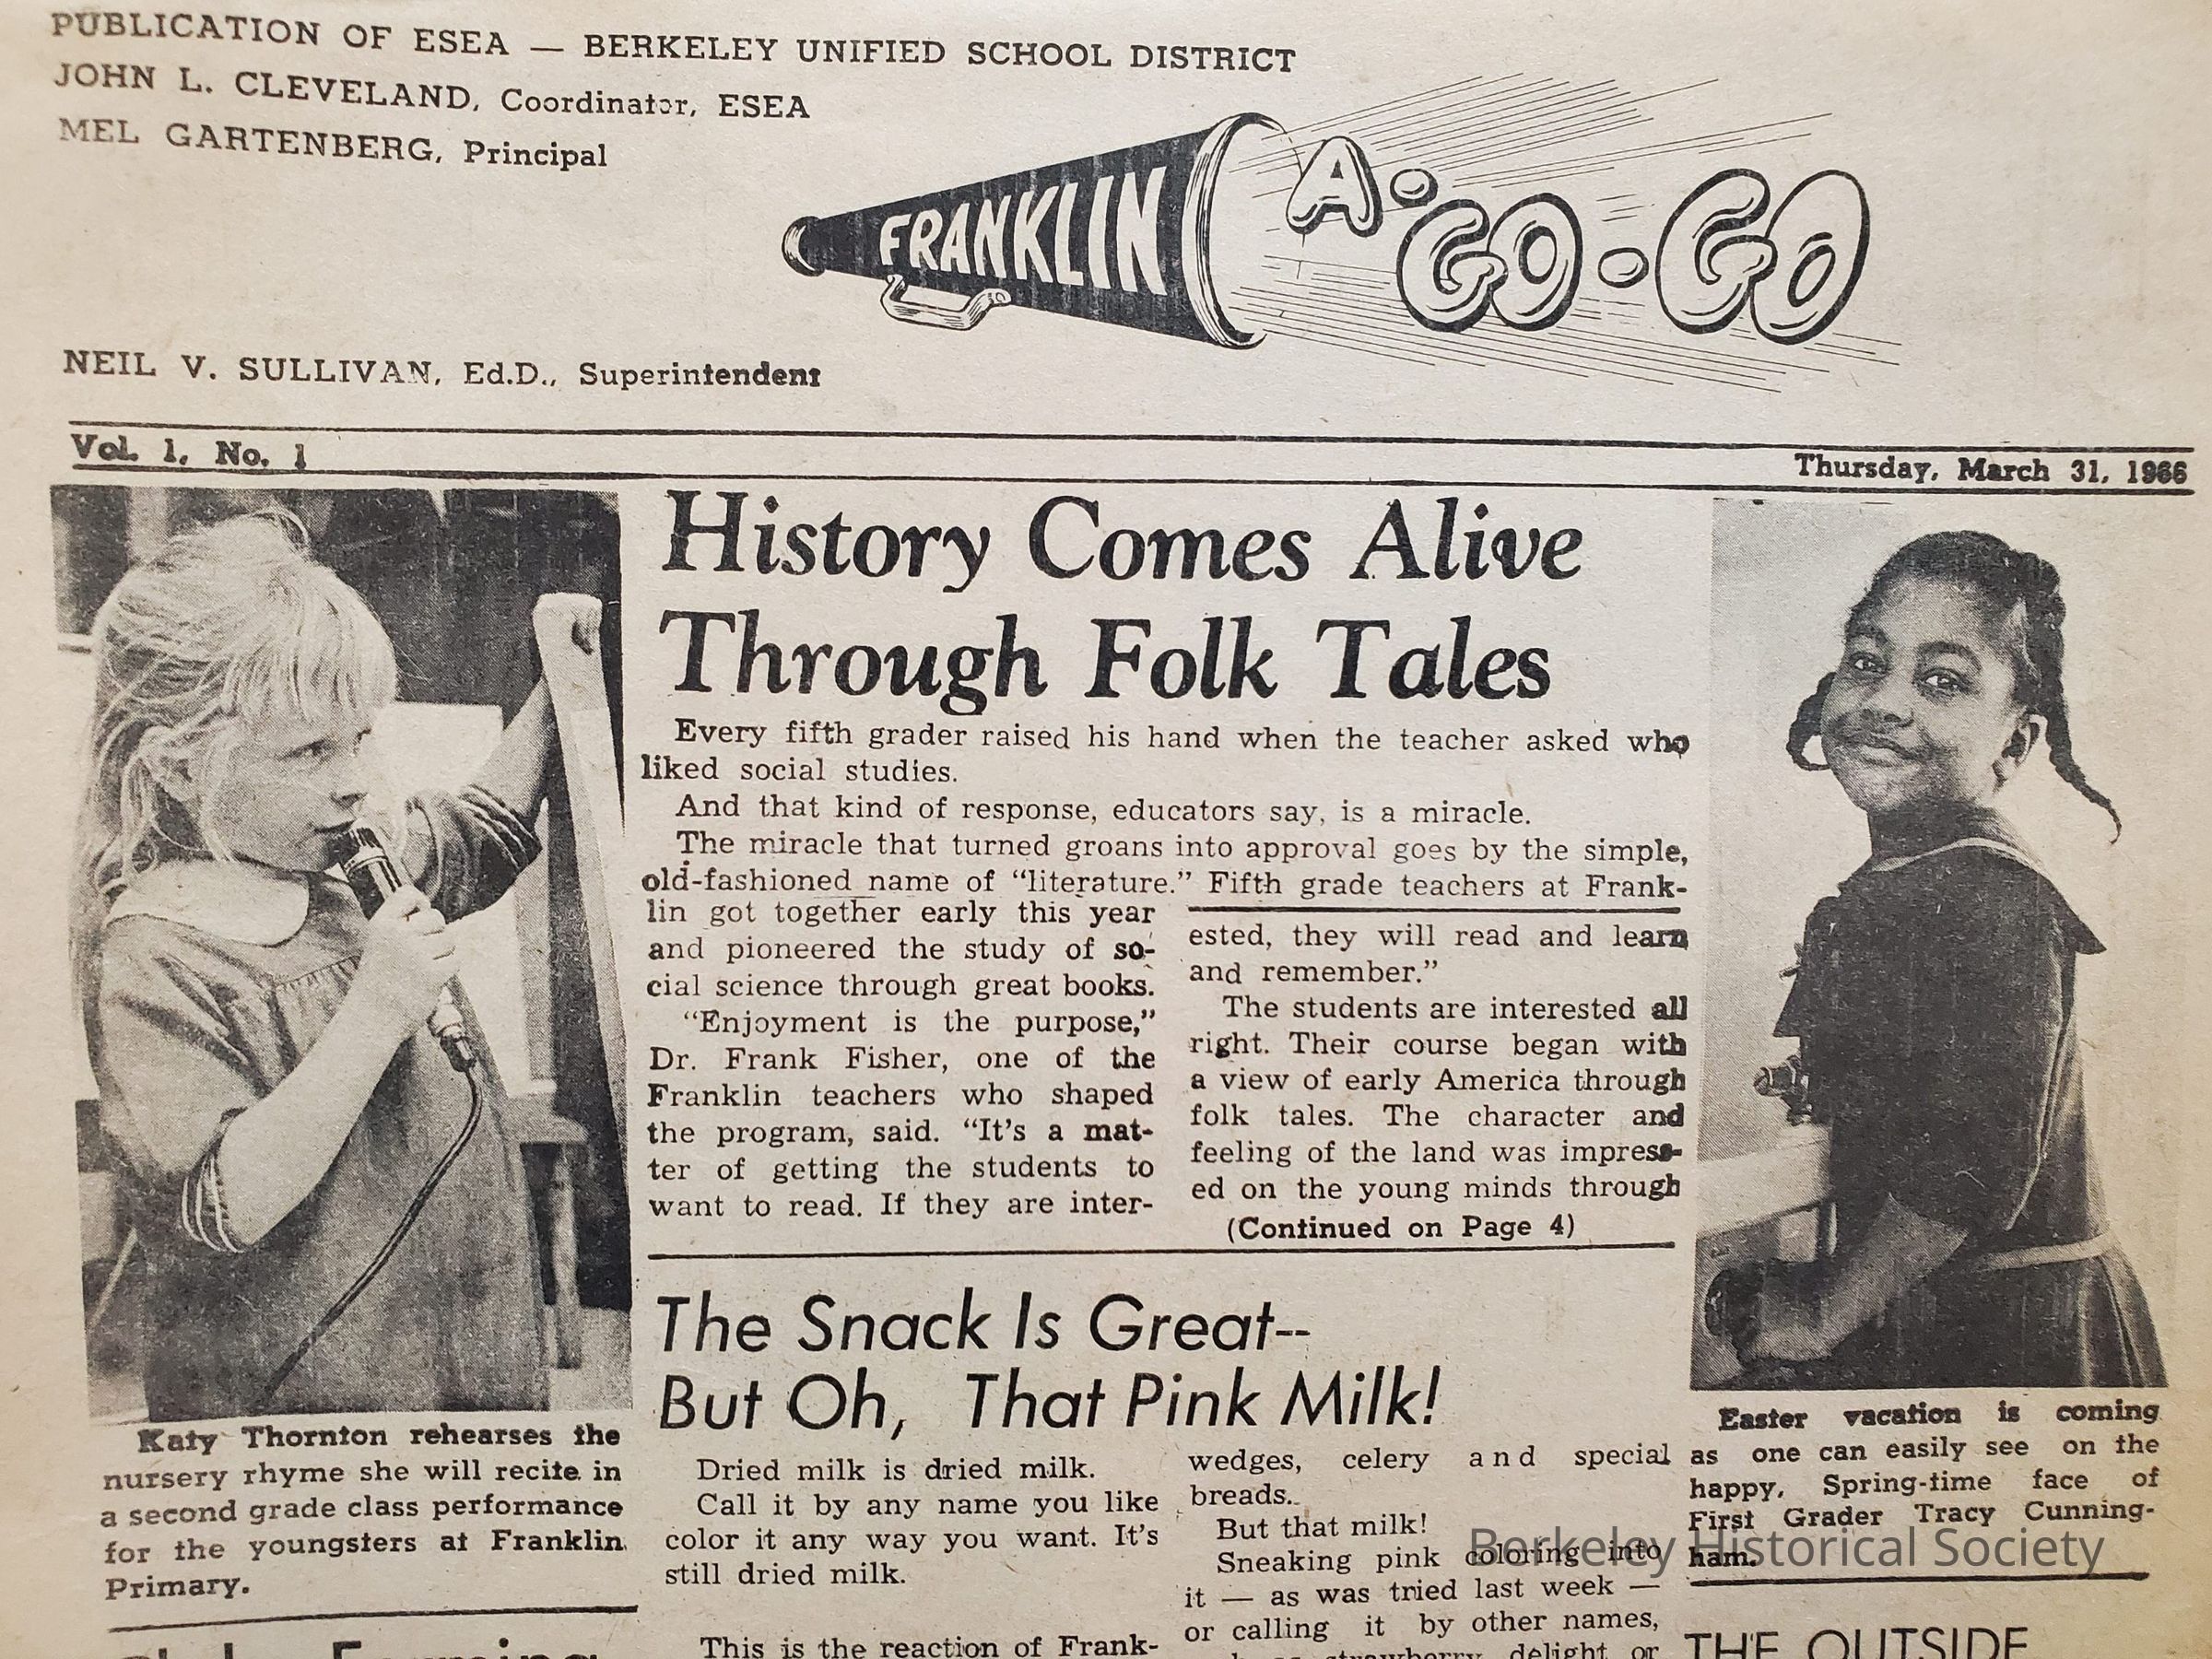 PUBLICATION OF ESEA — BERKELEY UNIFIED SCHOOL DISTRICT
JOHN L. CLEVELAND, Coordinator, ESEA
MEL GARTENBERG, Principal
FRANKLIN A·GO-GO
NEIL V. SULLIVAN, Ed.D., Superintendent
Vol. 1, No. 1
Thursday, March 31, 1966
History Comes Alive
Through Folk Tales
Every fifth grader raised his hand when the teacher asked who
liked social studies.
And that kind of response, educators say, is a miracle.
The miracle that turned groans into approval goes by the simple,
old-fashioned name of “literature.” Fifth grade teachers at Frank-
lin got together early this year
and pioneered the study of so-
cial science through great books.
“Enjoyment is the purpose,”
Dr. Frank Fisher, one of the
Franklin teachers who shaped
the program, said. “It’s a mat-
ter of getting the students to
want to read. If they are inter-
ested, they will read and learn
and remember.”
The students are interested all
right. Their course began with
a view of early America through
folk tales. The character and
feeling of the land was impress-
ed on the young minds through
(Continued on Page 4)
Katy Thornton rehearses the
nursery rhyme she will recite in
a second grade class performance
for the youngsters at Franklin
Primary.
The Snack Is Great--
But Oh, That Pink Milk!
Dried milk is dried milk.
Call it by any name you like
color it any way you want. It’s
still dried milk.
This is the reaction of Frank-
wedges, celery and special
breads.
But that milk!
Sneaking pink coloring into
it — as was tried last week —
or calling it by other names,
strawberry delight or
Easter vacation is coming
as one can easily see on the
happy, Spring-time face of
First Grader Tracy Cunning-
ham.
THE OUTSIDE
Berkeley Historical Society